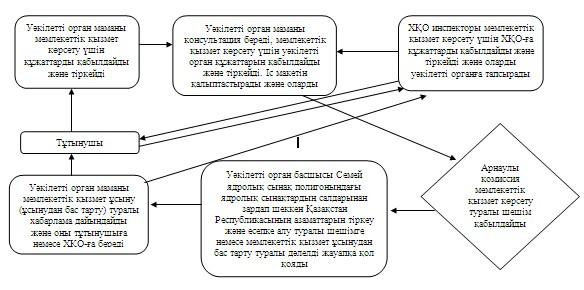 Уәкілетті орган маманы
мемлекеттік қызмет
көрсету үшін
құжаттарды қабылдайды
және тіркейді
Уәкілетті орган маманы
консультация береді, мемлекеттік
қызмет көрсету үшін уәкілетті
орган құжаттарын қабылдайды
және тіркейді. Іс макетін
қалыптастырады және оларды
ХҚО инспекторы мемлекеттік
қызмет көрсету үшін ХҚО-ға
құжаттарды қабылдайды және
тіркейді және оларды
уәкілетті органға тапсырады
Тұтынушы
Уәкілетті орган маманы
мемлекеттік қызмет ұсыну
(ұсынудан бас тарту) туралы
хабарлама дайындайды
және оны тұтынушыға
немесе ХҚО-ға береді
Уәкілетті орган басшысы Семей
ядролық сынақ полигонындағы
ядролық сынақтардың салдарынан
зардап шеккен Қазақстан
Республикасының азаматтарын тіркеу
және есепке алу туралы шешімге
немесе мемлекеттік қызмет ұсынудан
бас тарту туралы дәлелді жауапқа қол
қояды
Арнаулы
комиссия
мемлекеттік
қызмет көрсету
туралы шешім
қабылдайды